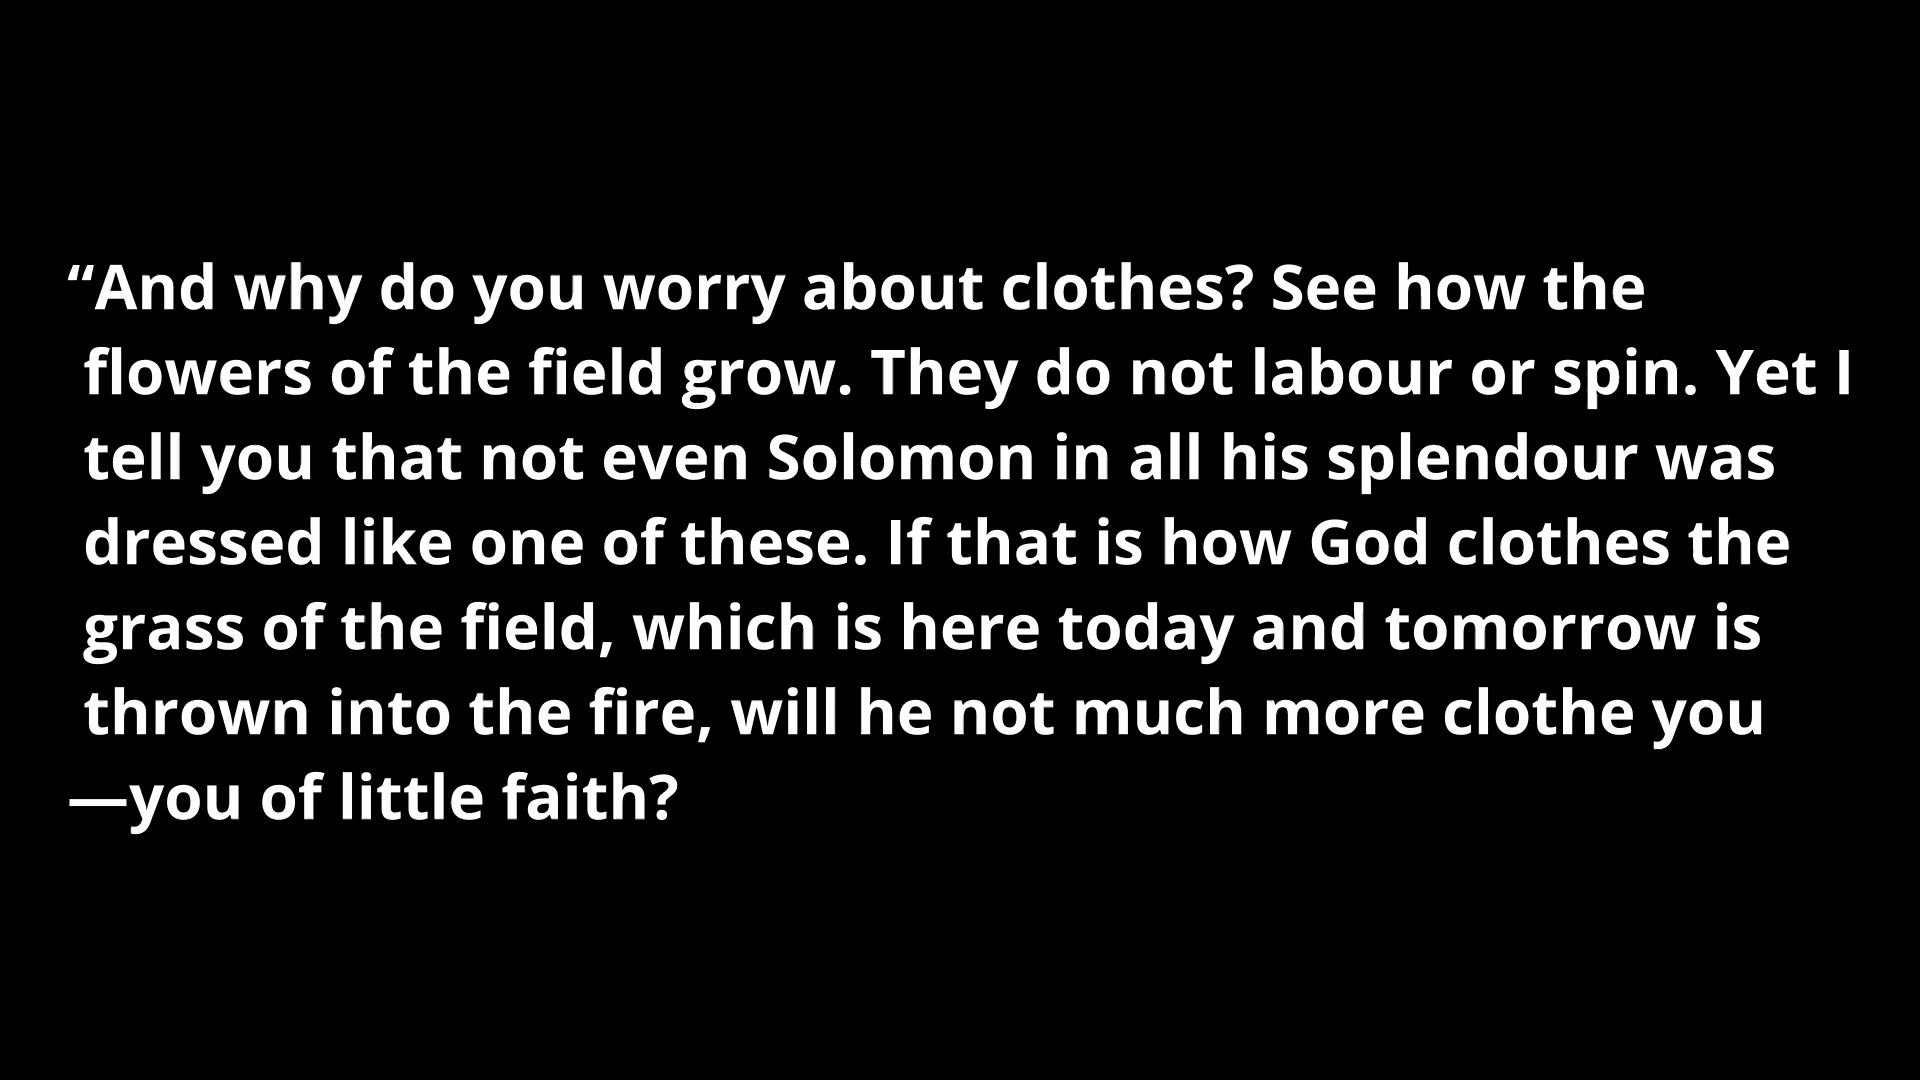 “And why do you worry about clothes? See how the
flowers of the field grow. They do not labour or spin. Yet I
tell you that not even Solomon in all his splendour was
dressed like one of these. If that is how God clothes the
grass of the field, which is here today and tomorrow is
thrown into the fire, will he not much more clothe you
—you of little faith?